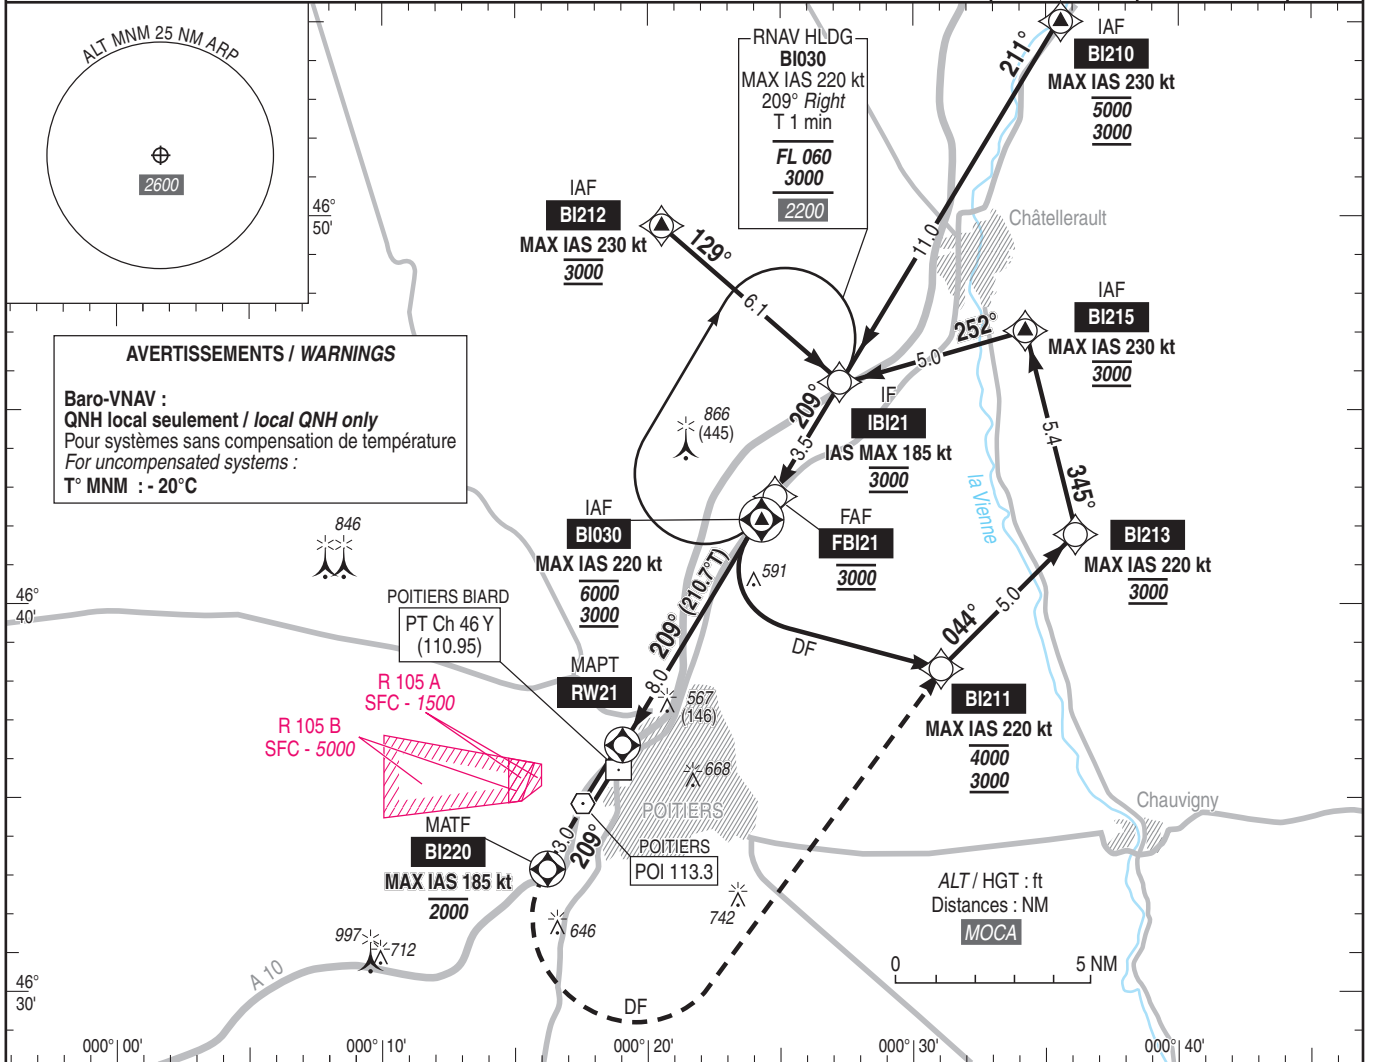 ALT MNM 25 NM ARP
2600
RNAV HLDG
BI030
MAX IAS 220 kt
209° Right
T 1 min
FL 060
3000
2200
211°
IAF
BI210
MAX IAS 230 kt
5000
3000
46°
50'
IAF
BI212
MAX IAS 230 kt
3000
129°
6.1
11.0
Châtellerault
IAF
BI215
MAX IAS 230 kt
3000
252°
5.0
AVERTISSEMENTS / WARNINGS
Baro-VNAV :
QNH local seulement / local QNH only
Pour systèmes sans compensation de température
For uncompensated systems :
T° MNM : - 20°C
866
(445)
209°
3.5
IF
IBI21
IAS MAX 185 kt
3000
5.4
345°
la Vienne
846
IAF
BI030
MAX IAS 220 kt
6000
3000
FAF
FBI21
3000
BI213
MAX IAS 220 kt
3000
591
46°
40'
POITIERS BIARD
PT Ch 46 Y
(110.95)
209° (210.7°T)
8.0
DF
044°
5.0
MAPT
RW21
R 105 A
SFC - 1500
R 105 B
SFC - 5000
567
(146)
BI211
MAX IAS 220 kt
4000
3000
668
POITIERS
Chauvigny
MATF
BI220
MAX IAS 185 kt
2000
3.0
209°
POITIERS
POI 113.3
ALT / HGT : ft
Distances : NM
MOCA
742
646
997
712
A 10
0 5 NM
46°
30'
DF
000° 00' 000° 10' 000° 20' 000° 30' 000° 40'